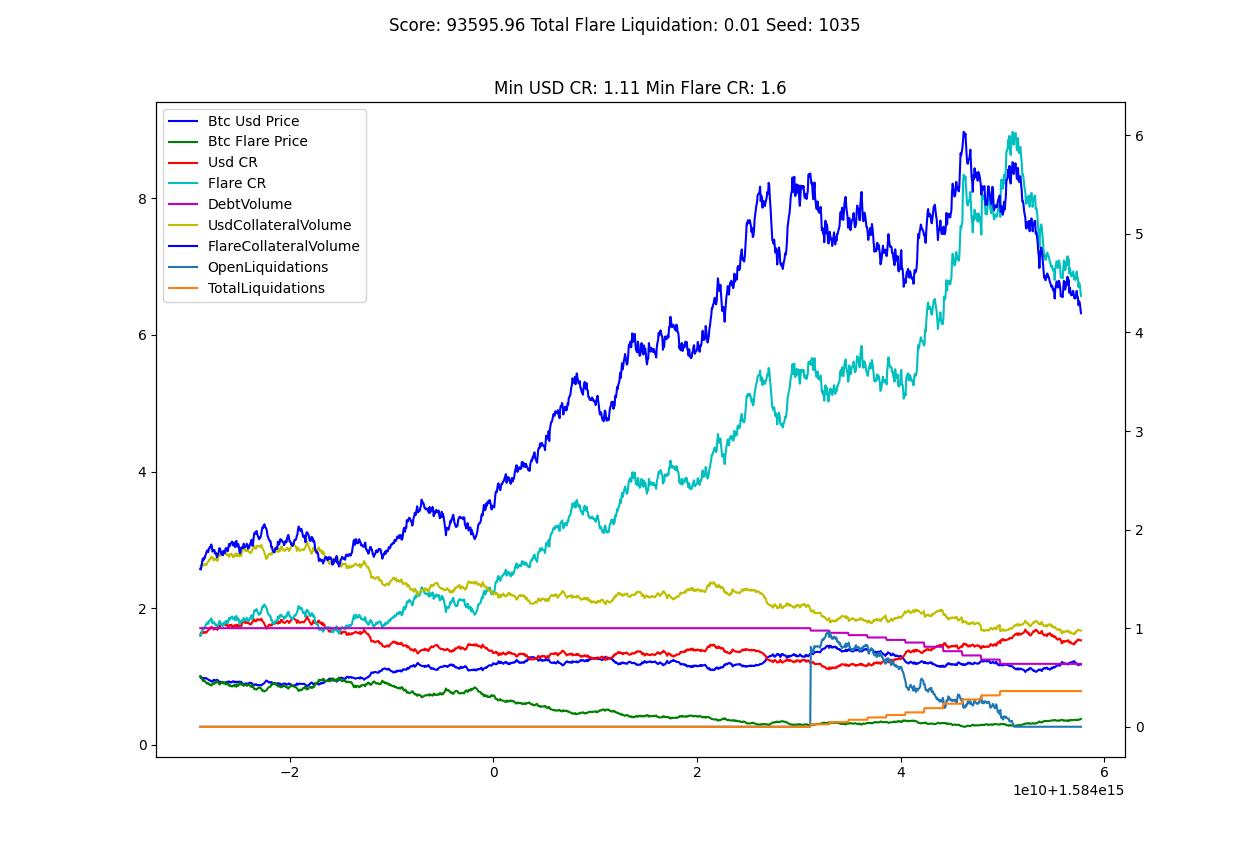 Score: 93595.96 Total Flare Liquidation: 0.01 Seed: 1035
Min USD CR: 1.11 Min Flare CR: 1.6
Btc Usd Price
Btc Flare Price
Usd CR
Flare CR
DebtVolume
UsdCollateralVolume
FlareCollateralVolume
OpenLiquidations
TotalLiquidations
8
6
4
2
0
6
5
4
3
2
1
0
−2 0 2 4 6
1e10+1.584e15